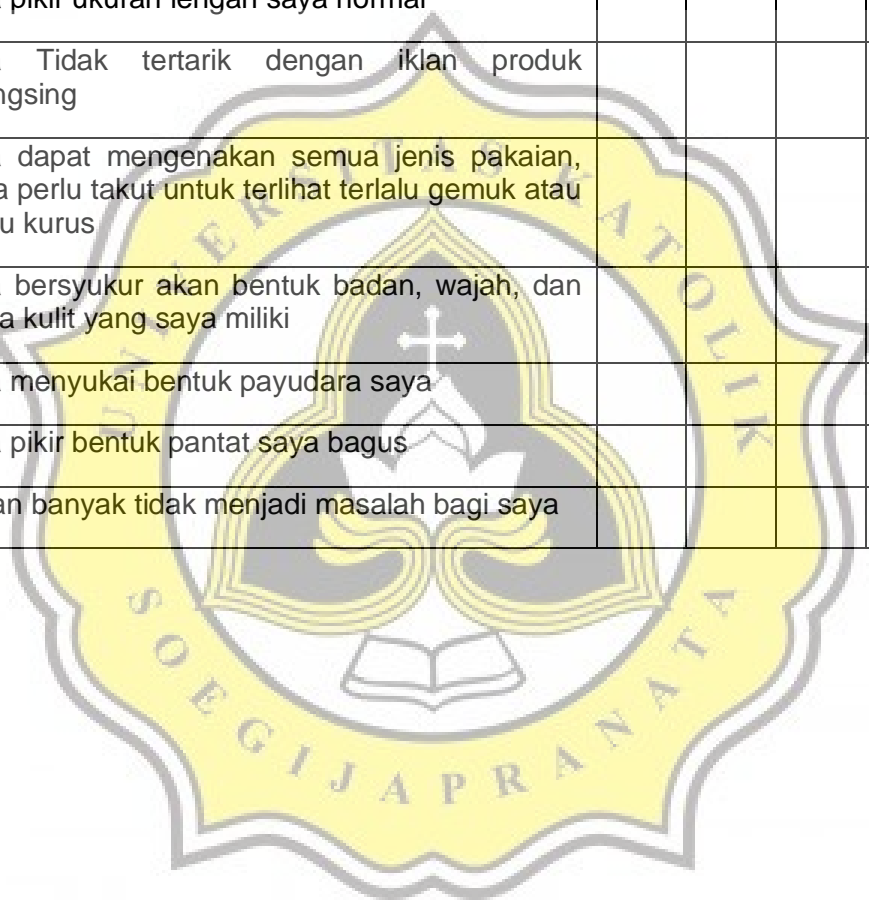 pikir ukuran lengan saya normal
Tidak tertarik dengan iklan produk
ngsing
dapat mengenakan semua jenis pakaian,
a perlu takut untuk terlihat terlalu gemuk atau
u kurus
bersyukur akan bentuk badan, wajah, dan
a kulit yang saya miliki
menyukai bentuk payudara saya
pikir bentuk pantat saya bagus
an banyak tidak menjadi masalah bagi saya
UNIVERSITAS KATOLIK
SOEGIJAPRANATA